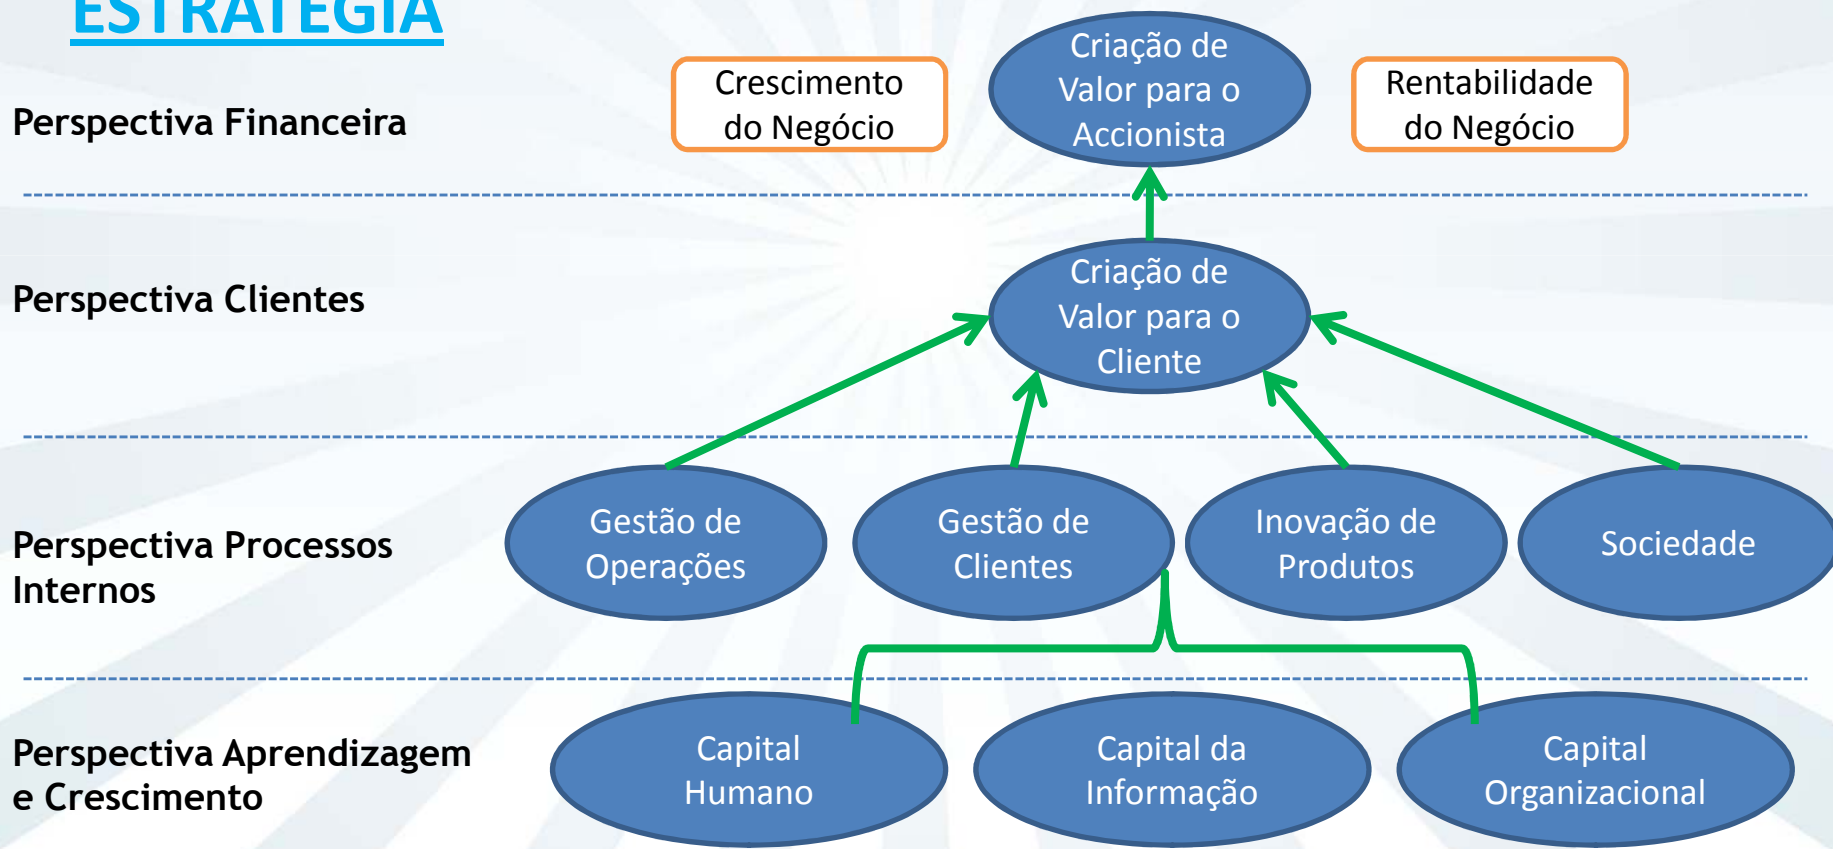 ESTRATÉGIA
Perspectiva Financeira
Crescimento
do Negócio
Criação de
Valor para o
Accionista
Rentabilidade
do Negócio
Perspectiva Clientes
Criação de
Valor para o
Cliente
Perspectiva Processos
Internos
Gestão de
Operações
Gestão de
Clientes
Inovação de
Produtos
Sociedade
Perspectiva Aprendizagem
e Crescimento
Capital
Humano
Capital da
Informação
Capital
Organizacional